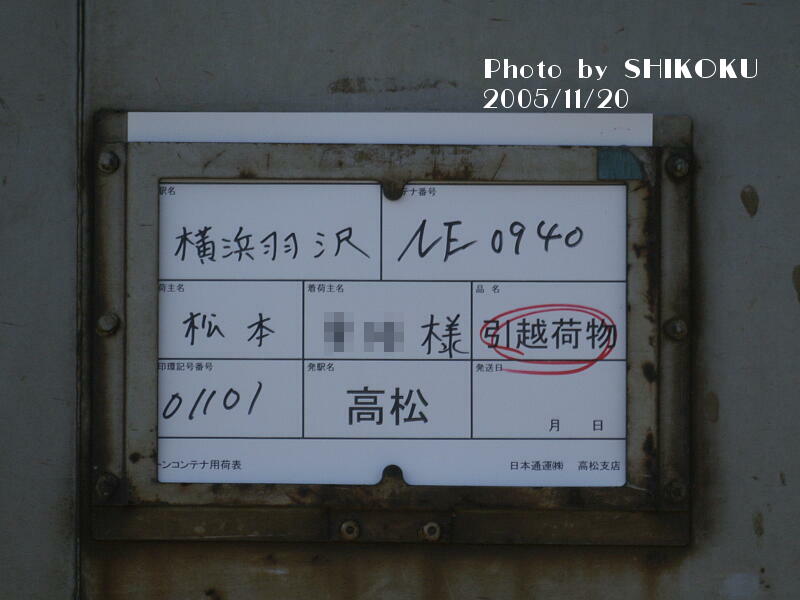 Photo by SHIKOKU
2005/11/20
駅名
テナ番号
横浜羽沢
NE 0940
荷主名
着荷主名
品名
松本
様
引越荷物
印環記号番号
発駅名
発送日
01101
高松
月 日
ーンコンテナ用荷表
日本通運㈱ 高松支店